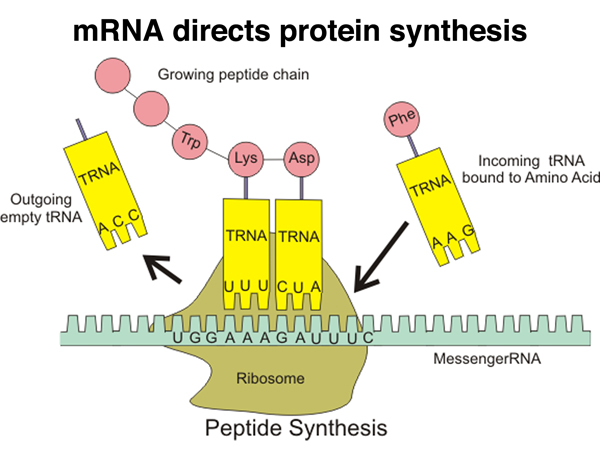 mRNA directs protein synthesis
Growing peptide chain
Trp
Lys
Asp
Phe
TRNA
A C C
Outgoing
empty tRNA
TRNA
U U U
TRNA
C U A
TRNA
A A G
Incoming tRNA
bound to Amino Acid
U G G A A A G A U U U C
MessengerRNA
Ribosome
Peptide Synthesis